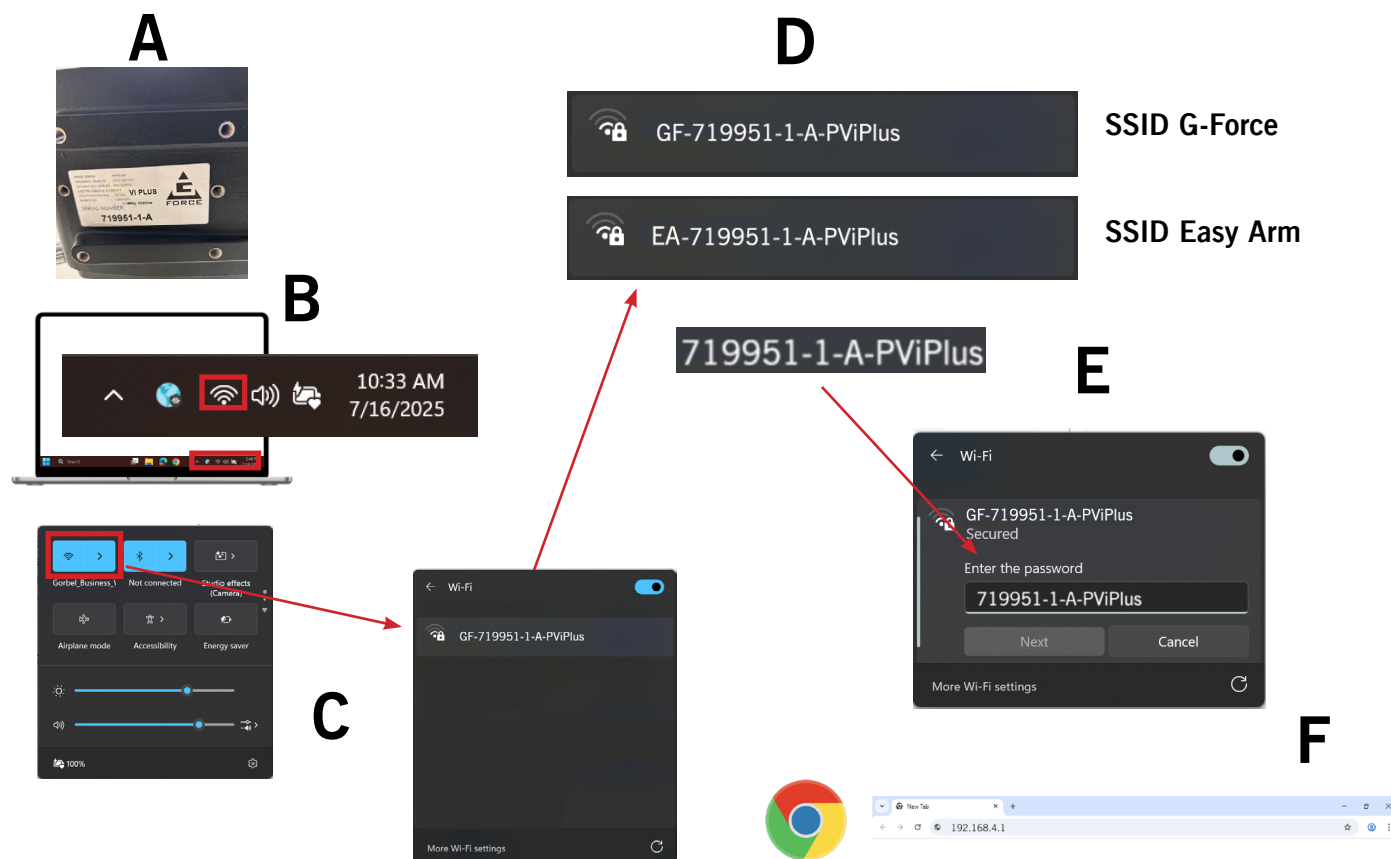 A
VI PLUS
FORCE
SERIAL NUMBER
719951-1-A
B
10:33 AM
7/16/2025
Search
Gorbel_Business_\
Not connected
Studio effects
(Camera)
Airplane mode
Accessibility
Energy saver
100%
C
Wi-Fi
GF-719951-1-A-PViPlus
More Wi-Fi settings
D
GF-719951-1-A-PViPlus
SSID G-Force
EA-719951-1-A-PViPlus
SSID Easy Arm
719951-1-A-PViPlus
E
Wi-Fi
GF-719951-1-A-PViPlus
Secured
Enter the password
719951-1-A-PViPlus
Next
Cancel
More Wi-Fi settings
F
New Tab
192.168.4.1